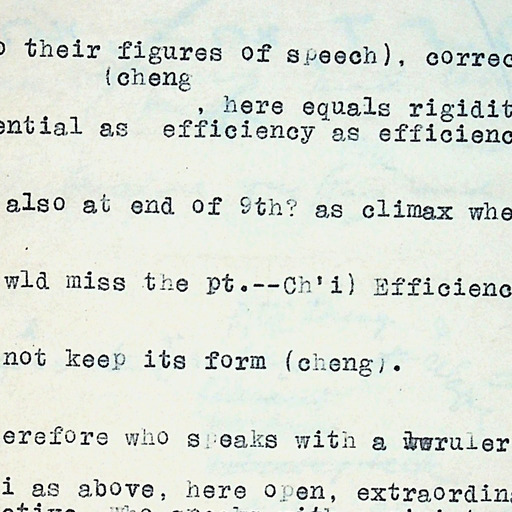 o their figures of speech), correc
(cheng
, here equals rigidit
ential as efficiency as efficienc
also at end of 9th? as climax whe
wld miss the pt.--Ch'i) Efficienc
not keep its form (cheng).
erefore who speaks with a ruler
i as above, here open, extraordin